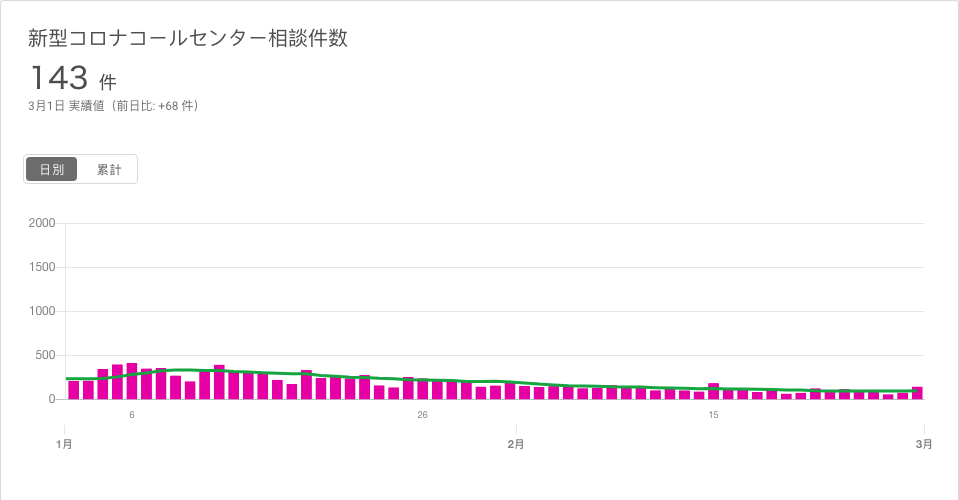 新型コロナコールセンター相談件数
143 件
3月1日 実績値（前日比: +68 件）
日別 累計
2000
1500
1000
500
0
6 26 15
1月 2月 3月